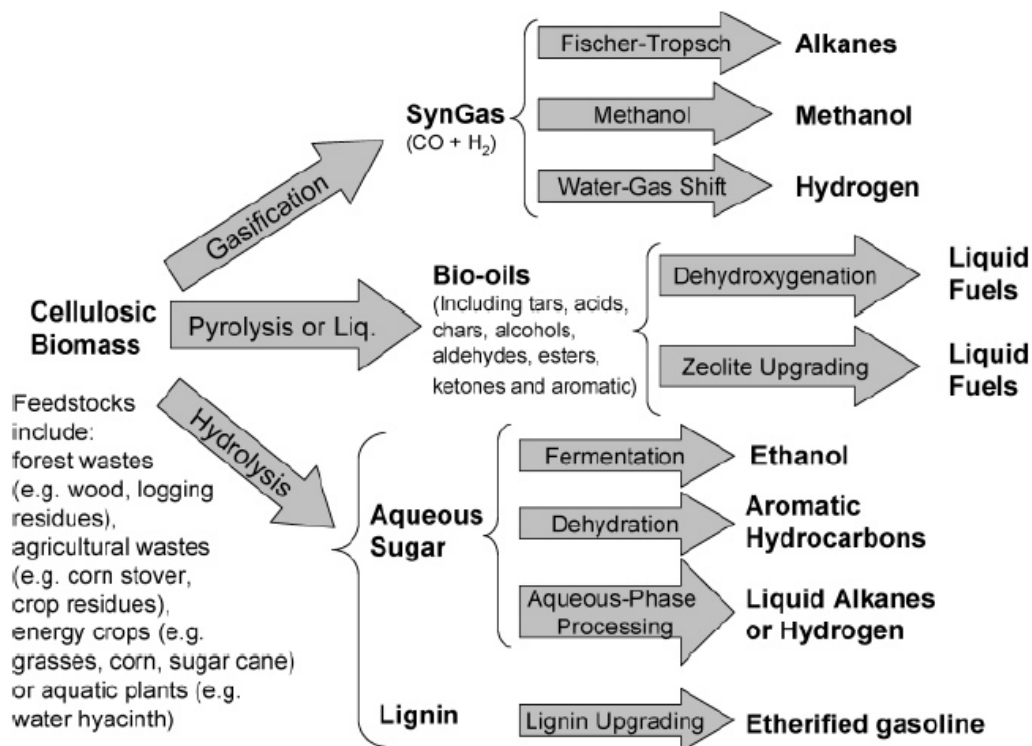 Fischer-Tropsch
Alkanes
SynGas
(CO + H₂)
Methanol
Methanol
Water-Gas Shift
Hydrogen
Gasification
Cellulosic
Biomass
Pyrolysis or Liq.
Bio-oils
(Including tars, acids,
chars, alcohols,
aldehydes, esters,
ketones and aromatic)
Dehydroxygenation
Liquid
Fuels
Zeolite Upgrading
Liquid
Fuels
Feedstocks
include:
forest wastes
(e.g. wood, logging
residues),
agricultural wastes
(e.g. corn stover,
crop residues),
energy crops (e.g.
grasses, corn, sugar cane)
or aquatic plants (e.g.
water hyacinth)
Hydrolysis
Aqueous
Sugar
Fermentation
Ethanol
Dehydration
Aromatic
Hydrocarbons
Aqueous-Phase
Processing
Liquid Alkanes
or Hydrogen
Lignin
Lignin Upgrading
Etherified gasoline